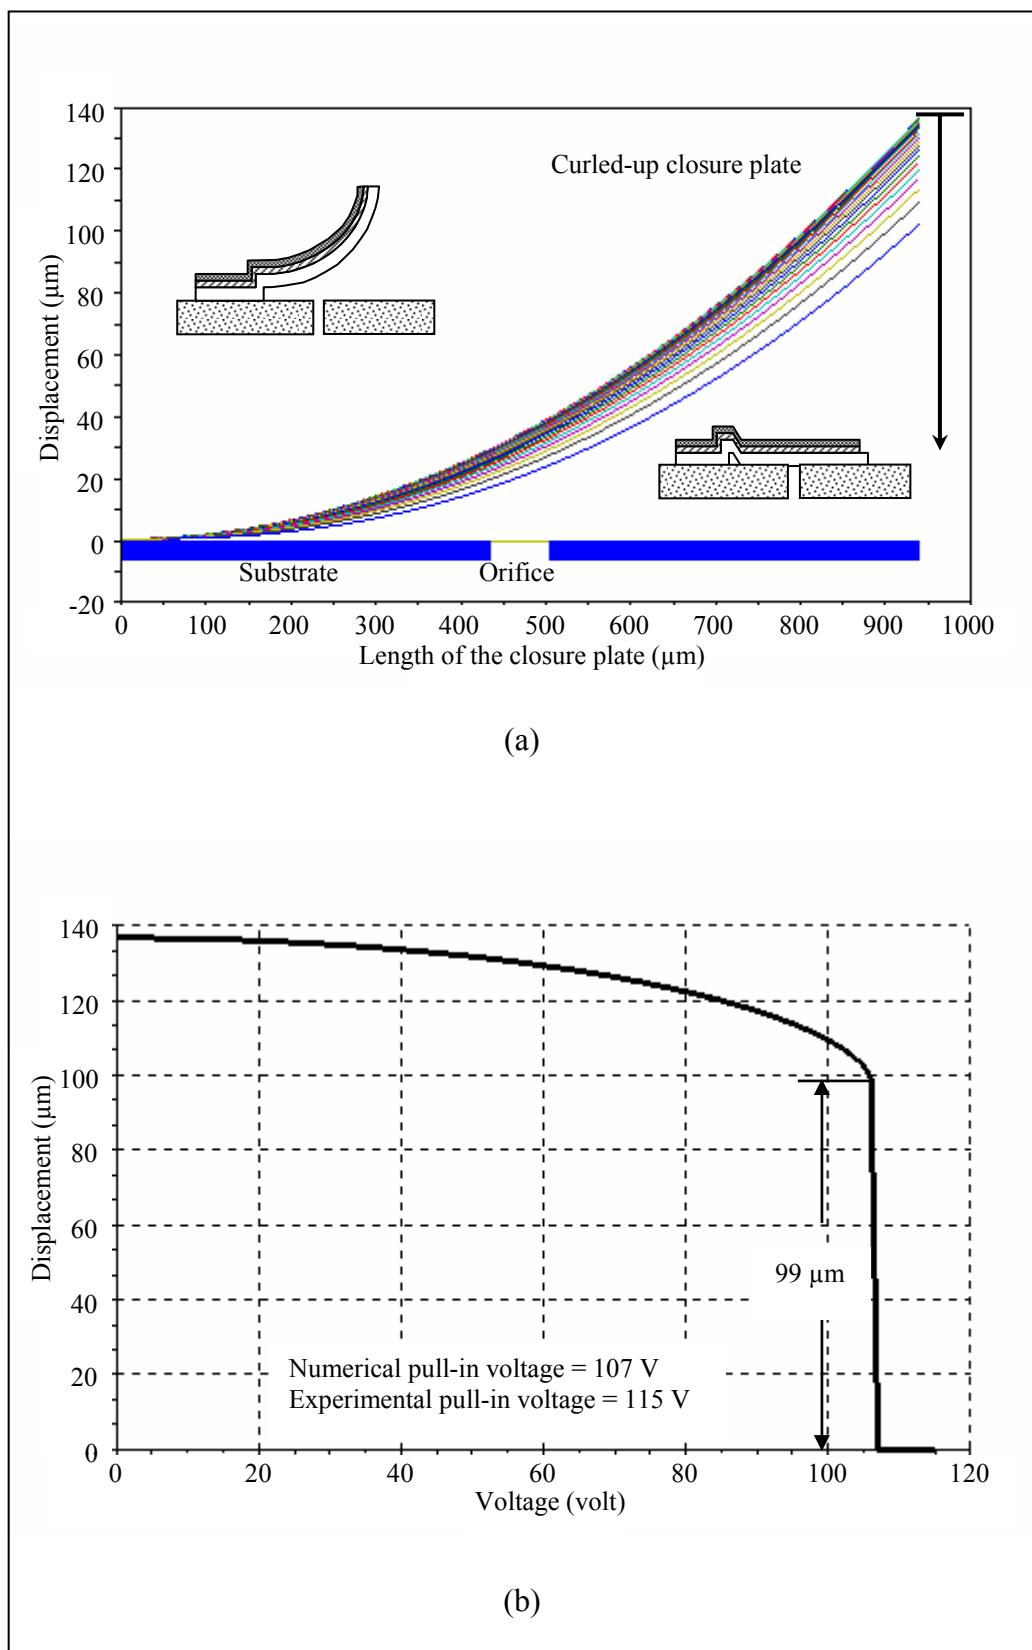 140
120
100
80
60
40
20
0
-20
Displacement (µm)
Curled-up closure plate
Substrate
Orifice
0 100 200 300 400 500 600 700 800 900 1000
Length of the closure plate (µm)
(a)
140
120
100
80
60
40
20
0
Displacement (µm)
99 µm
Numerical pull-in voltage = 107 V
Experimental pull-in voltage = 115 V
0 20 40 60 80 100 120
Voltage (volt)
(b)